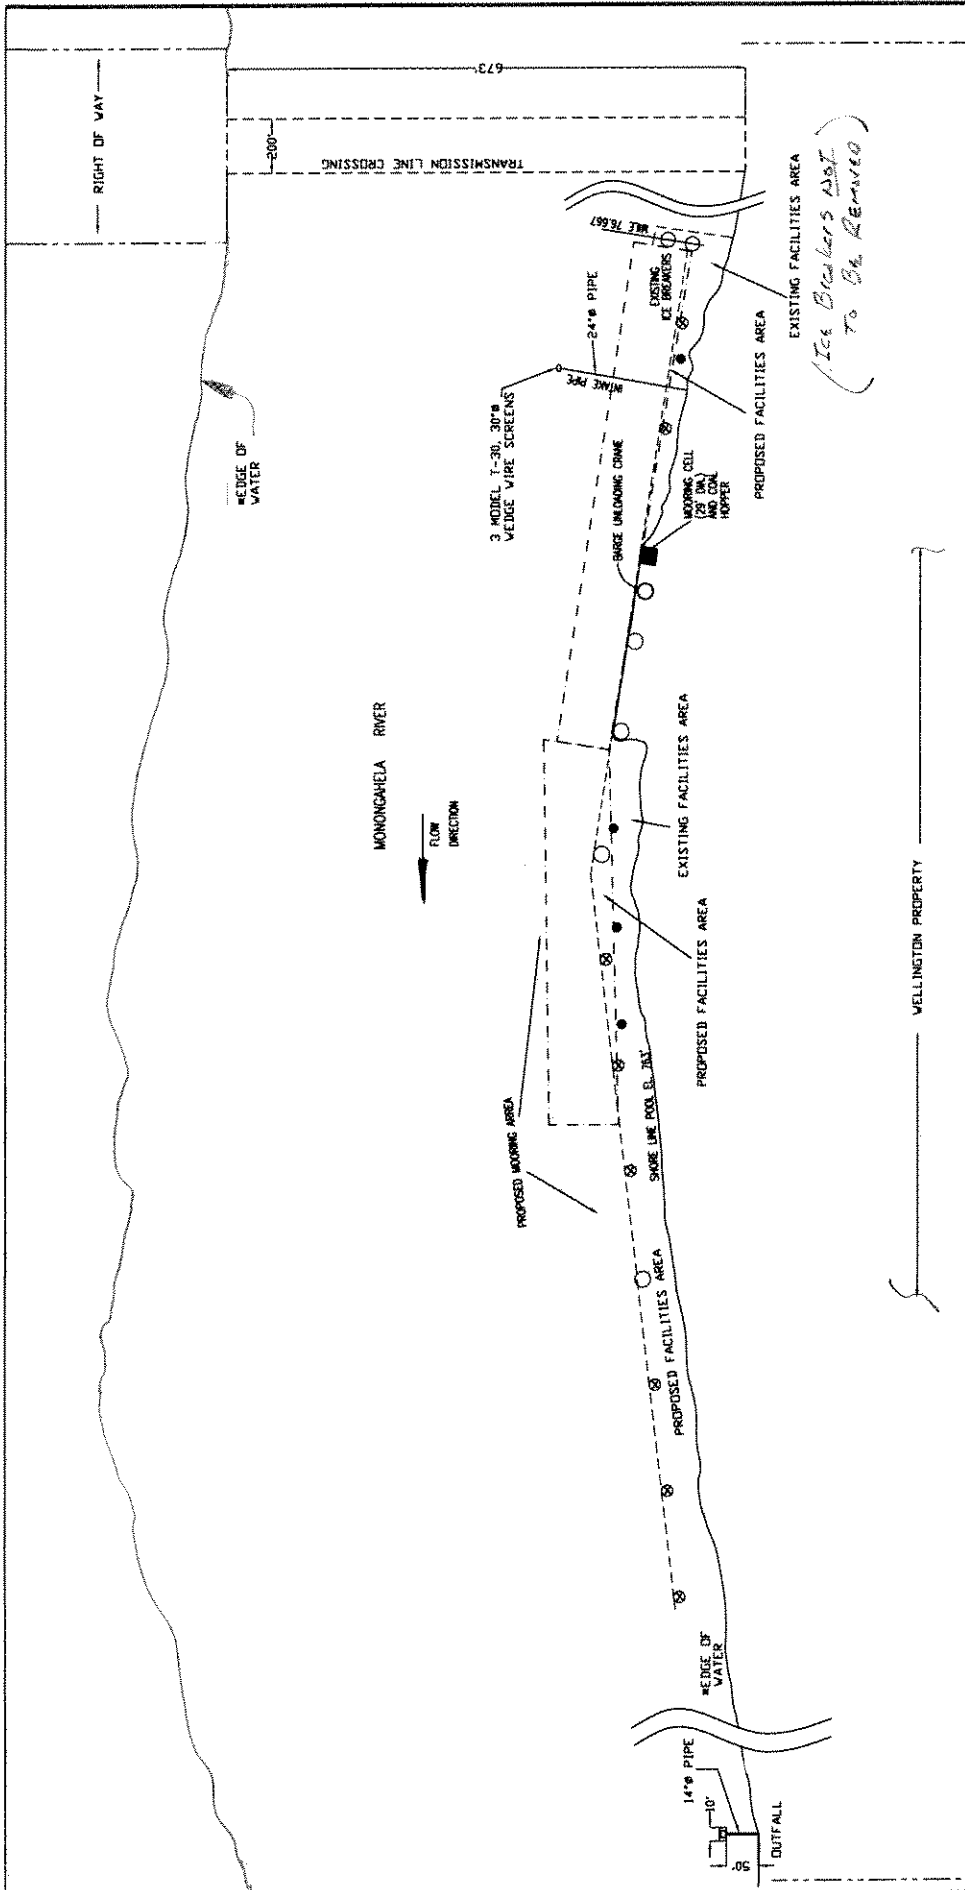 RIGHT OF WAY
673'
200'
TRANSMISSION LINE CROSSING
*EDGE OF
WATER
MILE 76.667
EXISTING
ICE BREAKERS
24"ø PIPE
INTAKE PIPE
3 MODEL T-30, 30"ø
WEDGE WIRE SCREENS
EXISTING FACILITIES AREA
(Ice Breakers NOT
To Be Removed)
PROPOSED FACILITIES AREA
BARGE UNLOADING CRANE
MOORING CELL
(29' DIA.)
AND COAL
HOPPER
MONONGAHELA RIVER
FLOW
DIRECTION
EXISTING FACILITIES AREA
PROPOSED FACILITIES AREA
PROPOSED MOORING ARREA
SHORE LINE POOL EL. 763'
PROPOSED FACILITIES AREA
WELLINGTON PROPERTY
*EDGE OF
WATER
14"ø PIPE
10'
50'
OUTFALL